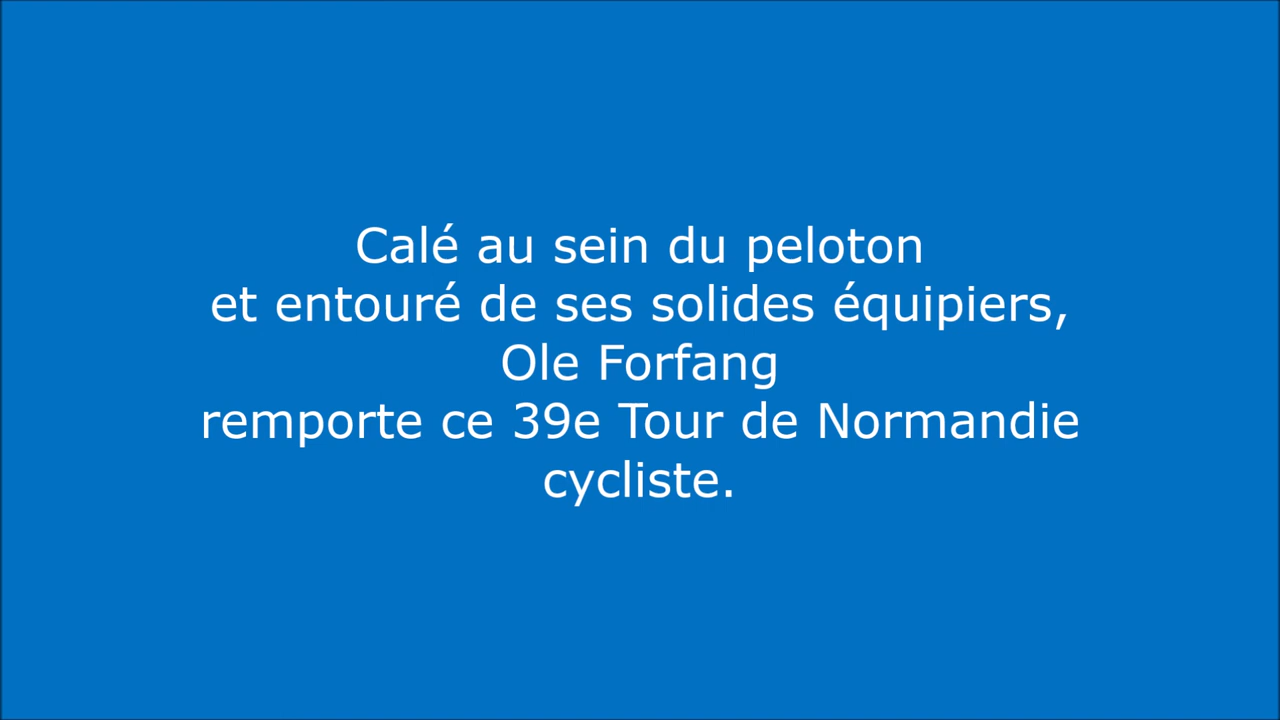 Calé au sein du peloton
et entouré de ses solides équipiers,
Ole Forfang
remporte ce 39e Tour de Normandie
cycliste.